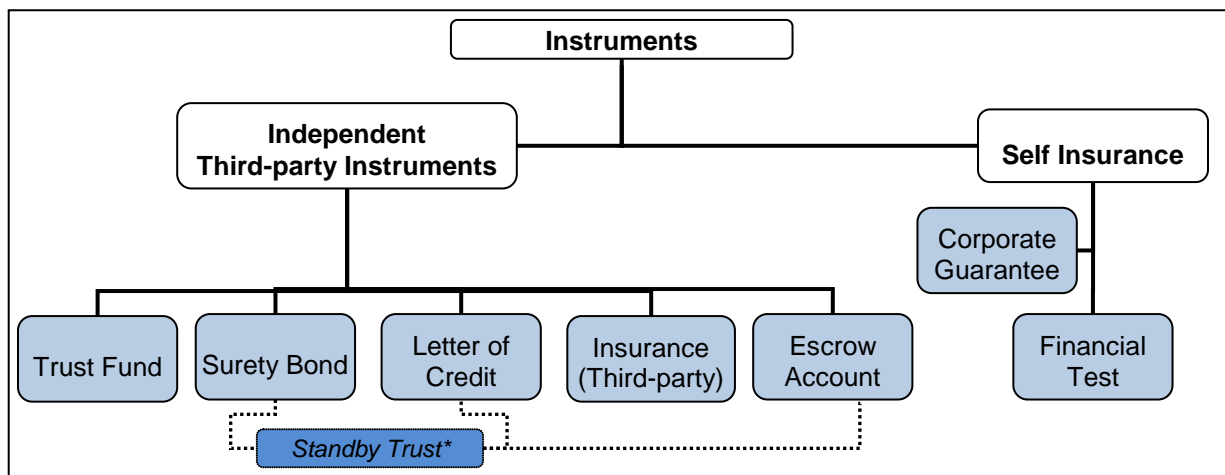 Instruments
Independent
Third-party Instruments
Self Insurance
Corporate
Guarantee
Trust Fund
Surety Bond
Letter of
Credit
Insurance
(Third-party)
Escrow
Account
Financial
Test
Standby Trust*